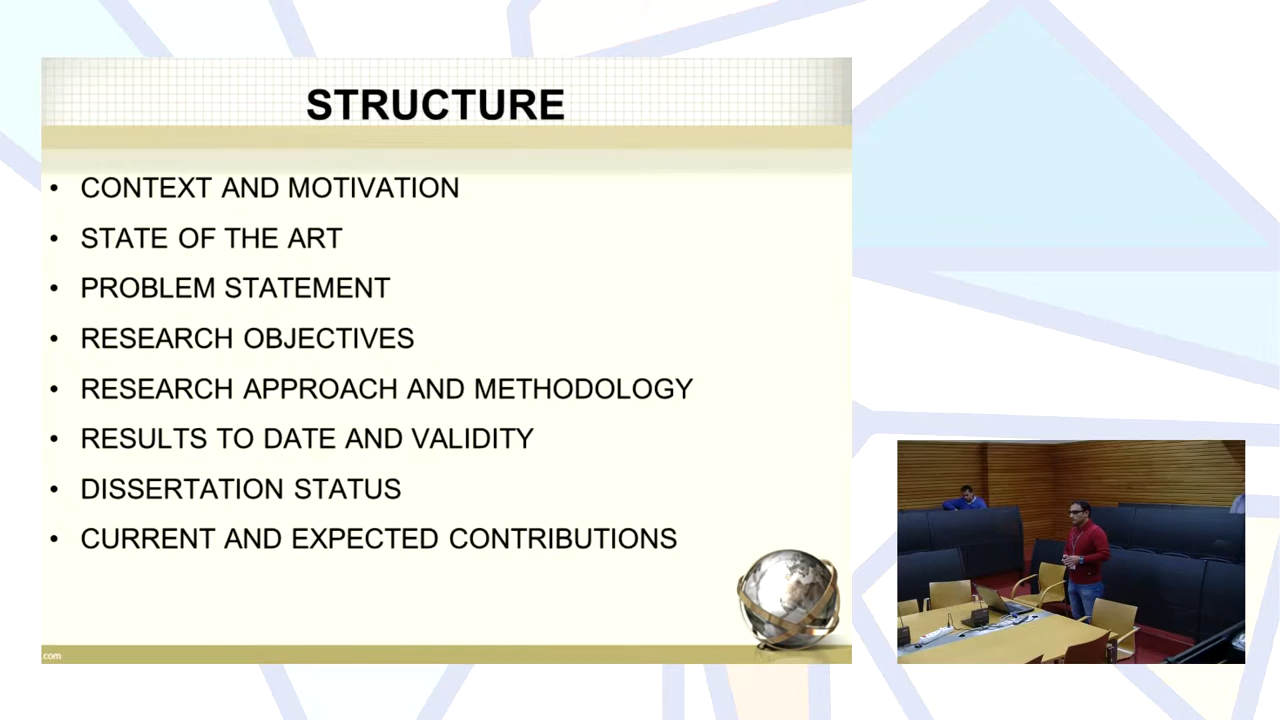 STRUCTURE
• CONTEXT AND MOTIVATION
• STATE OF THE ART
• PROBLEM STATEMENT
• RESEARCH OBJECTIVES
• RESEARCH APPROACH AND METHODOLOGY
• RESULTS TO DATE AND VALIDITY
• DISSERTATION STATUS
• CURRENT AND EXPECTED CONTRIBUTIONS
.com